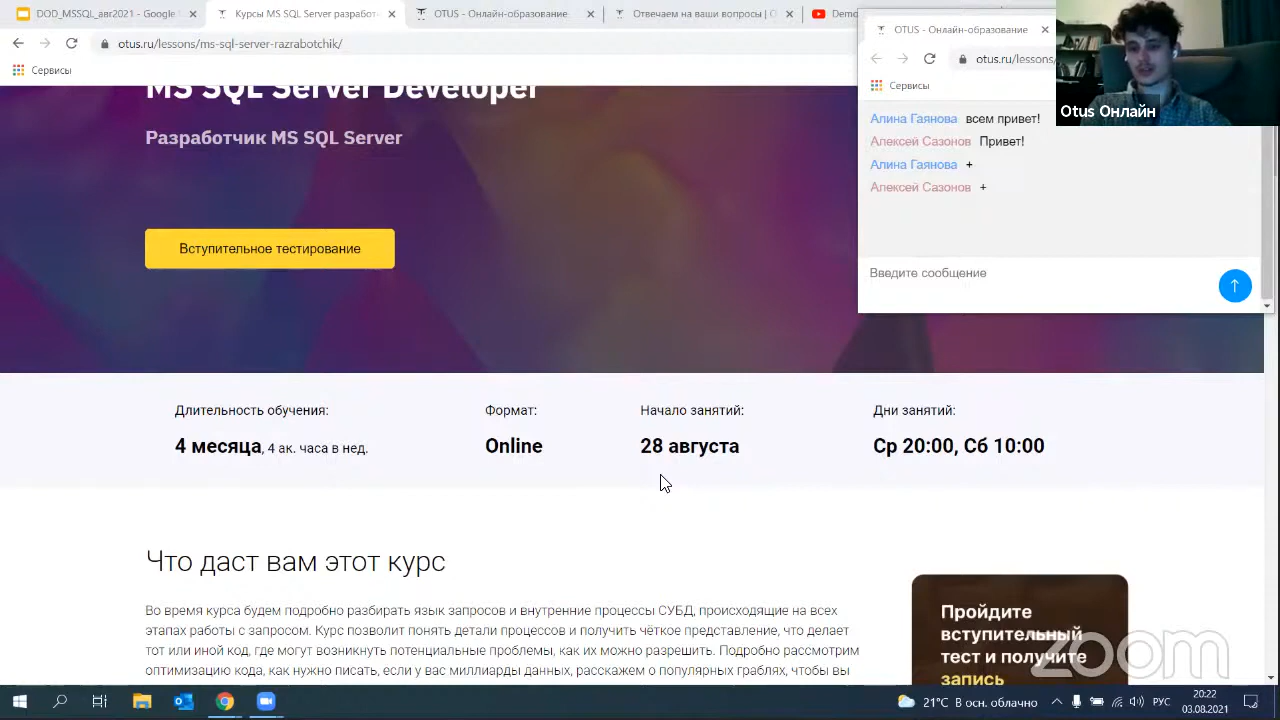 DOD_MSSQL_авг2021 - Google
Курсы MS SQL Server разработ
OTUS - Онлайн-образование
Отвечаем на ваши вопросы | O
Demo
otus.ru/lessons/ms-sql-server-razrabotchik/
Сервисы
MS SQL Server Developer
Разработчик MS SQL Server
Вступительное тестирование
OTUS - Онлайн-образование
otus.ru/lessons/
Сервисы
Otus Онлайн
Алина Гаянова всем привет!
Алексей Сазонов Привет!
Алина Гаянова +
Алексей Сазонов +
Введите сообщение
Длительность обучения:
4 месяца, 4 ак. часа в нед.
Формат:
Online
Начало занятий:
28 августа
Дни занятий:
Ср 20:00, Сб 10:00
Что даст вам этот курс
Во время курса будем подробно разбирать язык запросов и внутренние процессы СУБД, происходящие на всех
этапах работы с запросом. Курс позволит понять детали процессов и получить чёткое представление, что делает
тот или иной код, где могут возникнуть потенциальные проблемы, как их можно разрешить. Подробно рассмотрим
оптимизацию кода, как нужно писать, если у вас миллиарды данных, расскажем о популярных граблях, чтобы вы
Пройдите
вступительный
тест и получите
запись
zoom
21°C В осн. облачно
РУС
20:22
03.08.2021